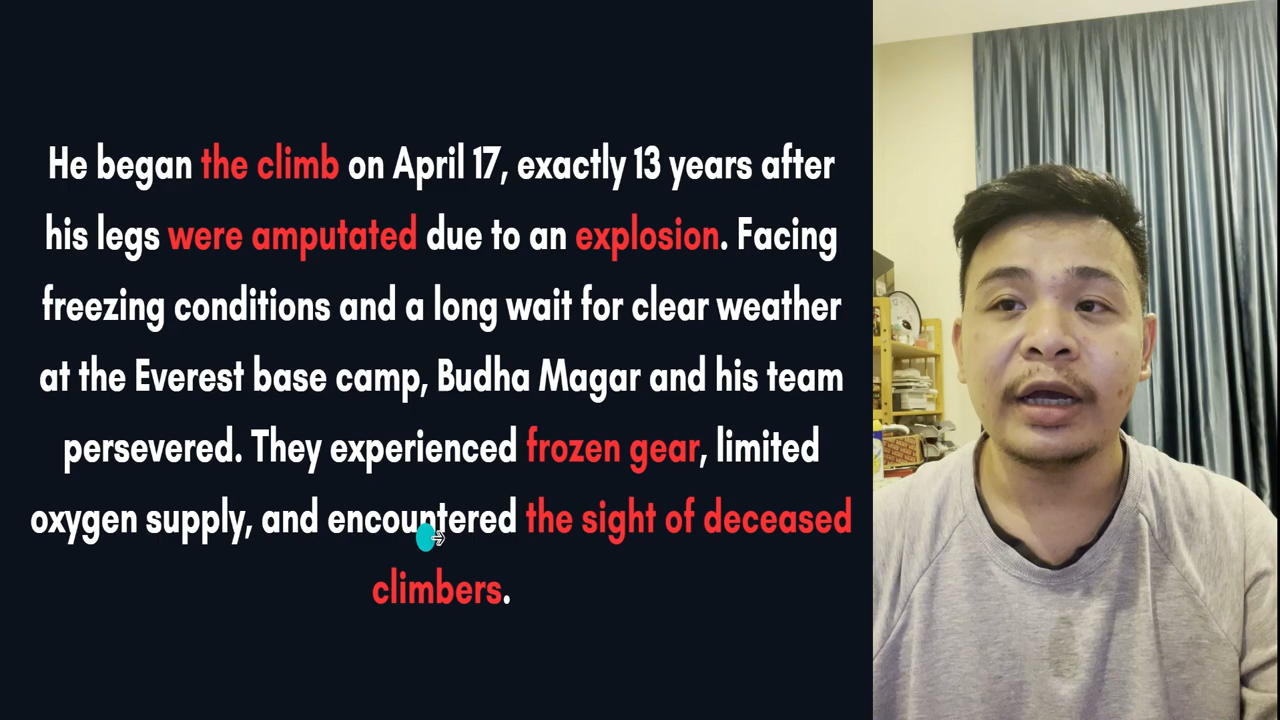 He began the climb on April 17, exactly 13 years after
his legs were amputated due to an explosion. Facing
freezing conditions and a long wait for clear weather
at the Everest base camp, Budha Magar and his team
persevered. They experienced frozen gear, limited
oxygen supply, and encountered the sight of deceased
climbers.